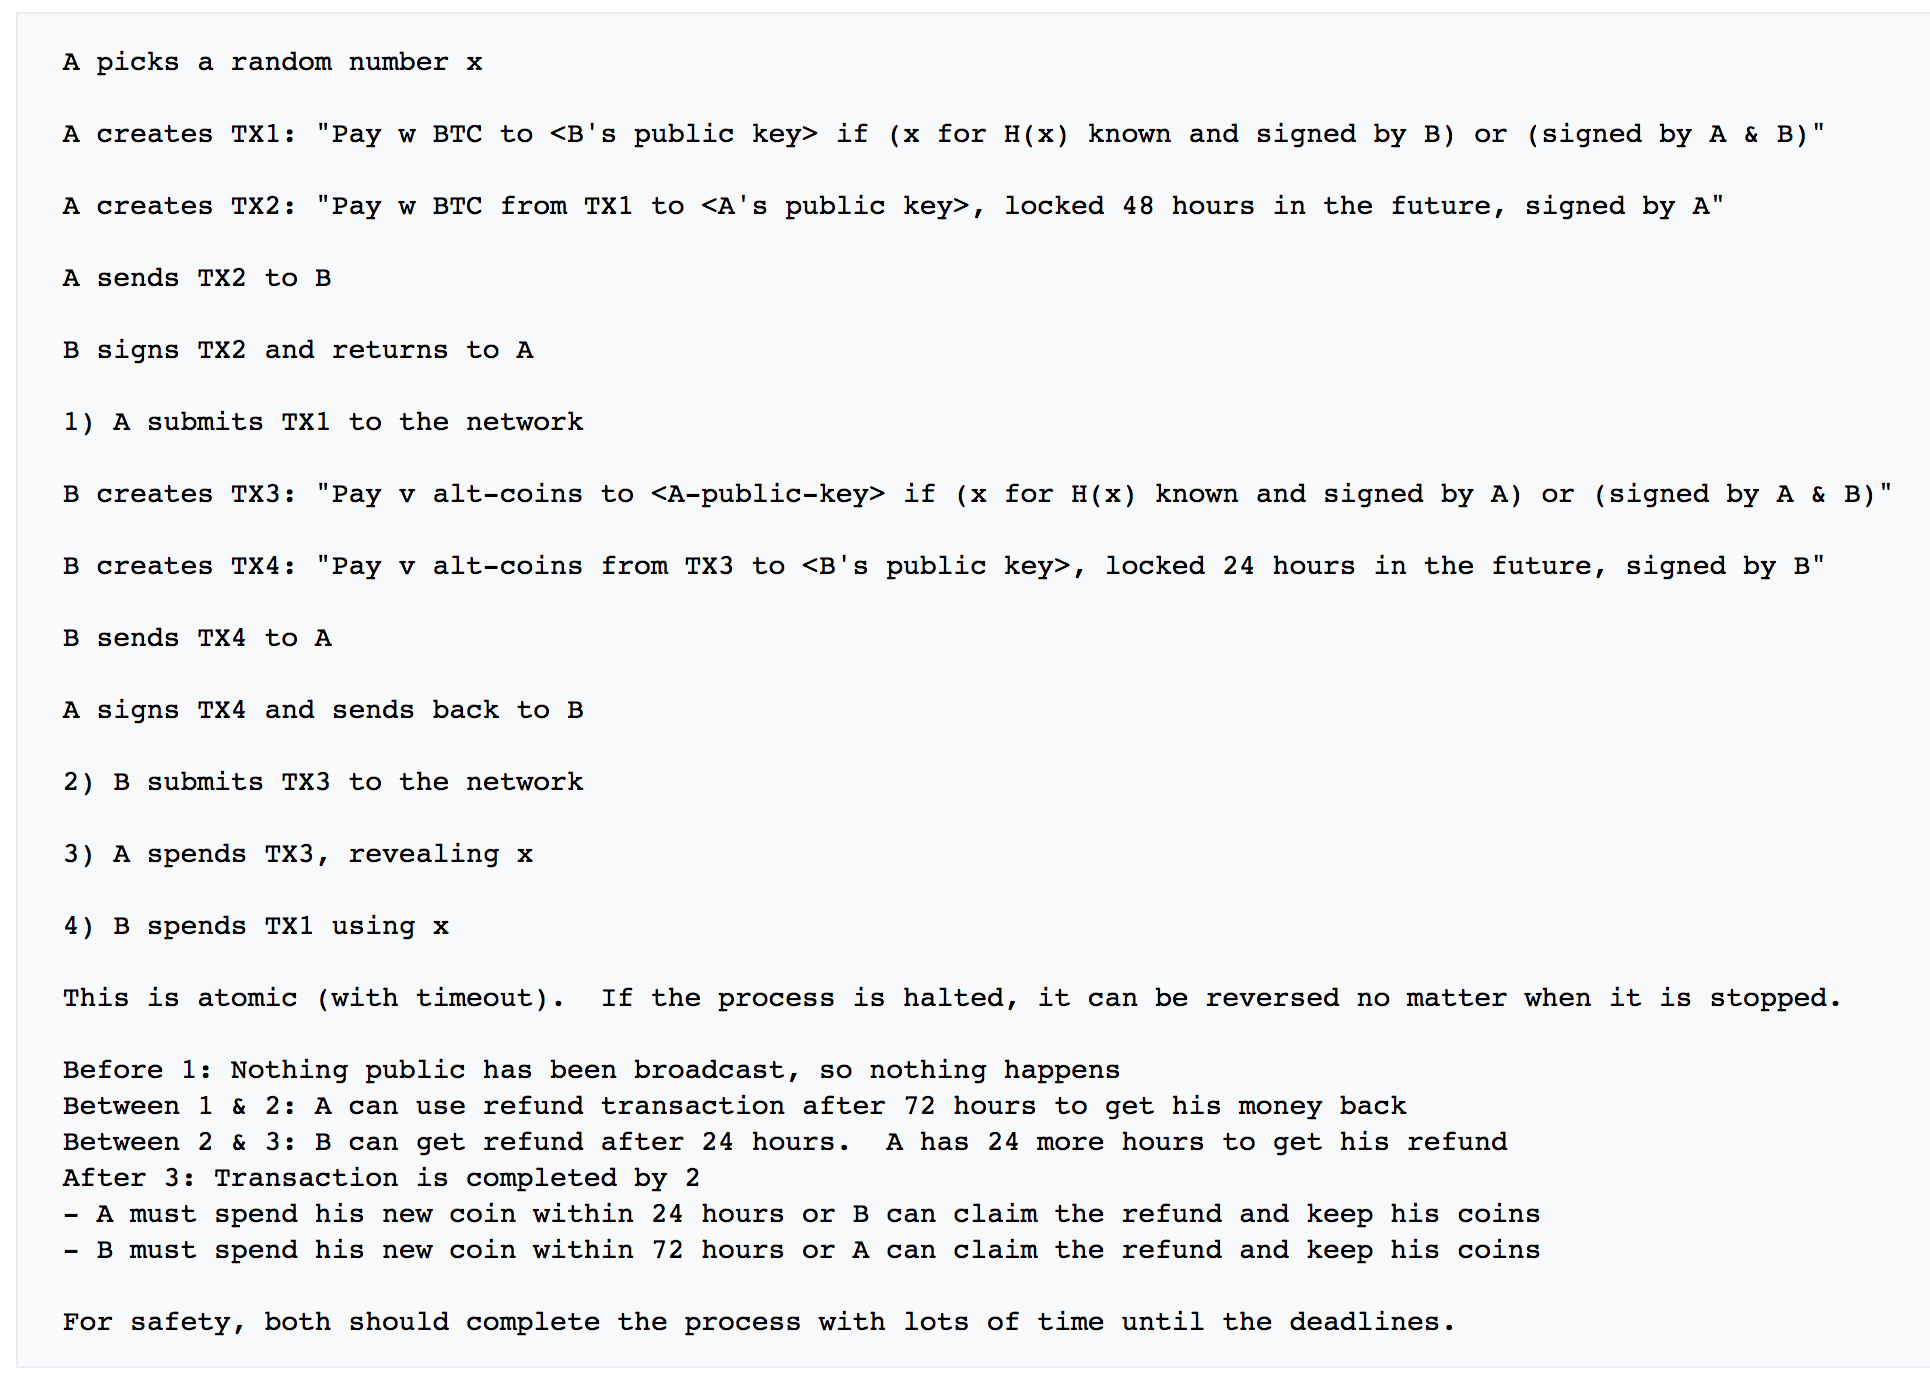 A picks a random number x
A creates TX1: "Pay w BTC to <B's public key> if (x for H(x) known and signed by B) or (signed by A & B)"
A creates TX2: "Pay w BTC from TX1 to <A's public key>, locked 48 hours in the future, signed by A"
A sends TX2 to B
B signs TX2 and returns to A
1) A submits TX1 to the network
B creates TX3: "Pay v alt-coins to <A-public-key> if (x for H(x) known and signed by A) or (signed by A & B)"
B creates TX4: "Pay v alt-coins from TX3 to <B's public key>, locked 24 hours in the future, signed by B"
B sends TX4 to A
A signs TX4 and sends back to B
2) B submits TX3 to the network
3) A spends TX3, revealing x
4) B spends TX1 using x
This is atomic (with timeout).  If the process is halted, it can be reversed no matter when it is stopped.
Before 1: Nothing public has been broadcast, so nothing happens
Between 1 & 2: A can use refund transaction after 72 hours to get his money back
Between 2 & 3: B can get refund after 24 hours.  A has 24 more hours to get his refund
After 3: Transaction is completed by 2
- A must spend his new coin within 24 hours or B can claim the refund and keep his coins
- B must spend his new coin within 72 hours or A can claim the refund and keep his coins
For safety, both should complete the process with lots of time until the deadlines.